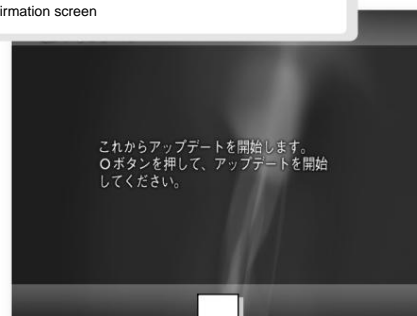 irmation screen
これからアップデートを開始します。
○ボタンを押して、アップデートを開始
してください。